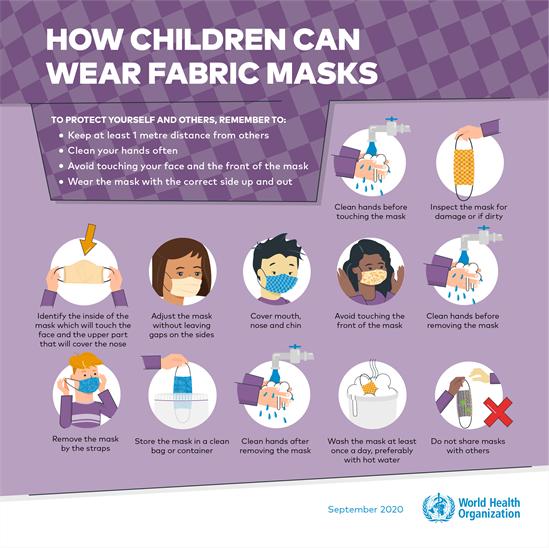 HOW CHILDREN CAN
WEAR FABRIC MASKS
TO PROTECT YOURSELF AND OTHERS, REMEMBER TO:
• Keep at least 1 metre distance from others
• Clean your hands often
• Avoid touching your face and the front of the mask
• Wear the mask with the correct side up and out
Clean hands before
touching the mask
Inspect the mask for
damage or if dirty
Identify the inside of the
mask which will touch the
face and the upper part
that will cover the nose
Adjust the mask
without leaving
gaps on the sides
Cover mouth,
nose and chin
Avoid touching the
front of the mask
Clean hands before
removing the mask
Remove the mask
by the straps
Store the mask in a clean
bag or container
Clean hands after
removing the mask
Wash the mask at least
once a day, preferably
with hot water
Do not share masks
with others
September 2020
World Health
Organization